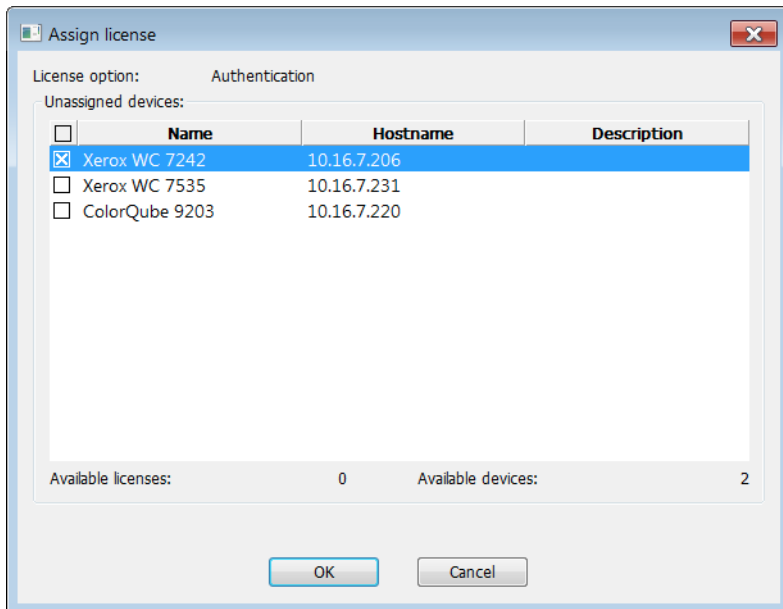 Assign license
License option: Authentication
Unassigned devices:
Name Hostname Description
Xerox WC 7242 10.16.7.206
Xerox WC 7535 10.16.7.231
ColorQube 9203 10.16.7.220
Available licenses: 0 Available devices: 2
OK Cancel